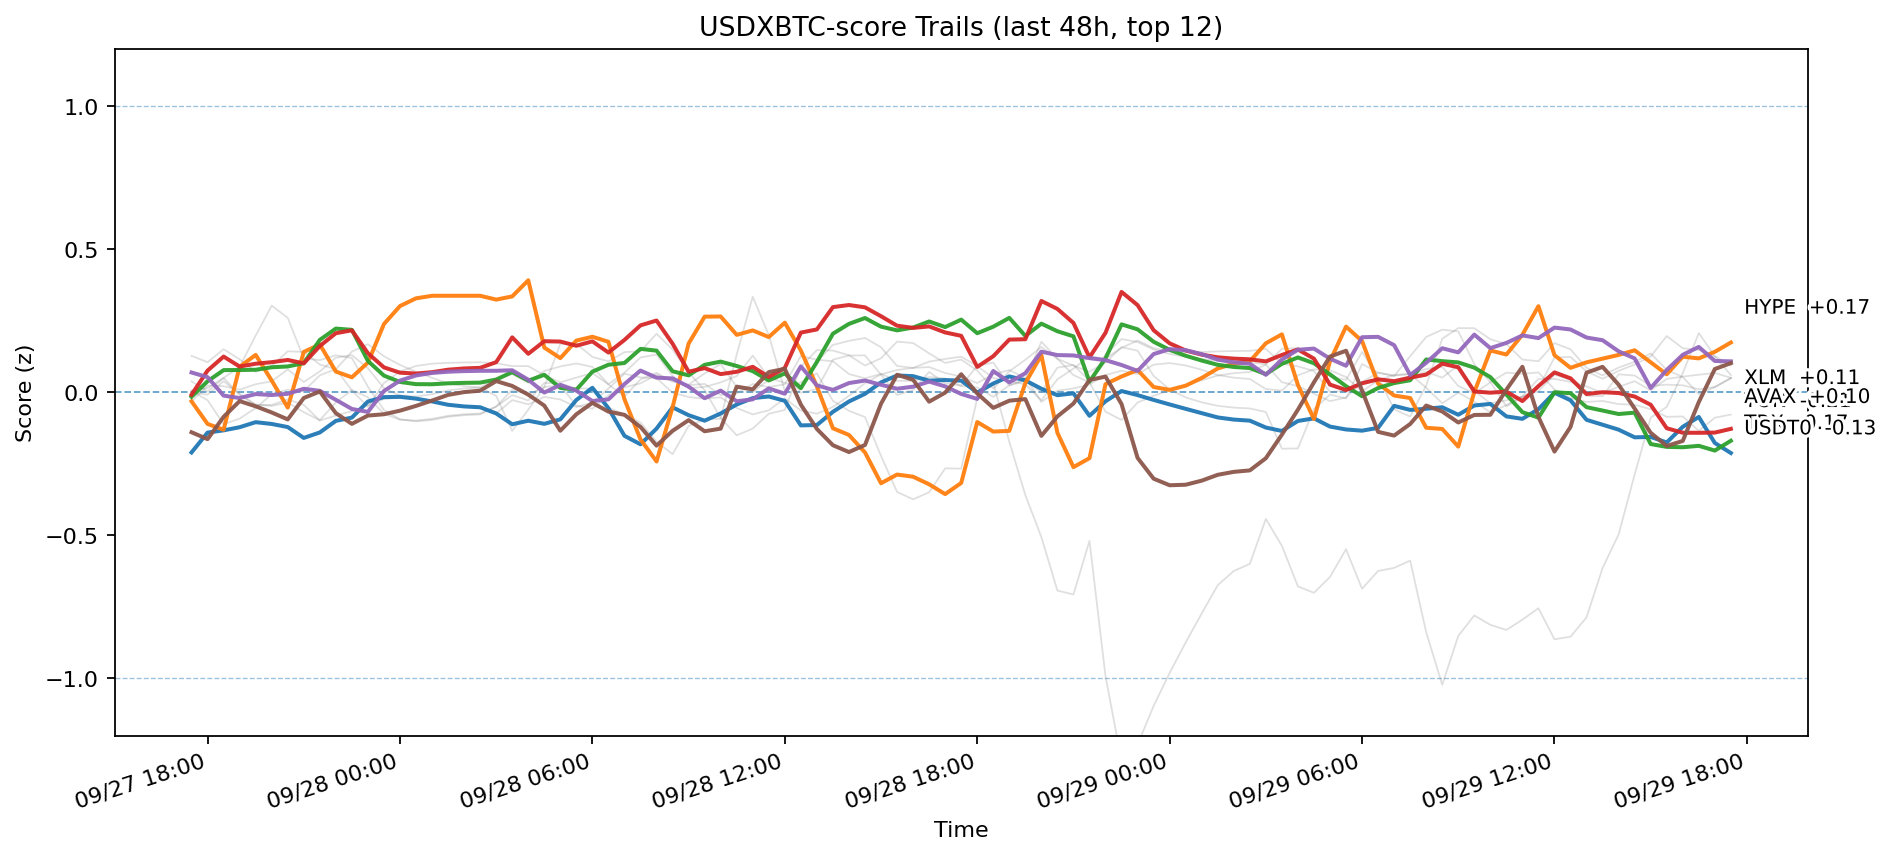 USDXBTC-score Trails (last 48h, top 12)
Score (z)
1.0
0.5
0.0
−0.5
−1.0
HYPE +0.17
XLM +0.11
AVAX +0.10
USDT0 -0.13
09/27 18:00
09/28 00:00
09/28 06:00
09/28 12:00
09/28 18:00
09/29 00:00
09/29 06:00
09/29 12:00
09/29 18:00
Time